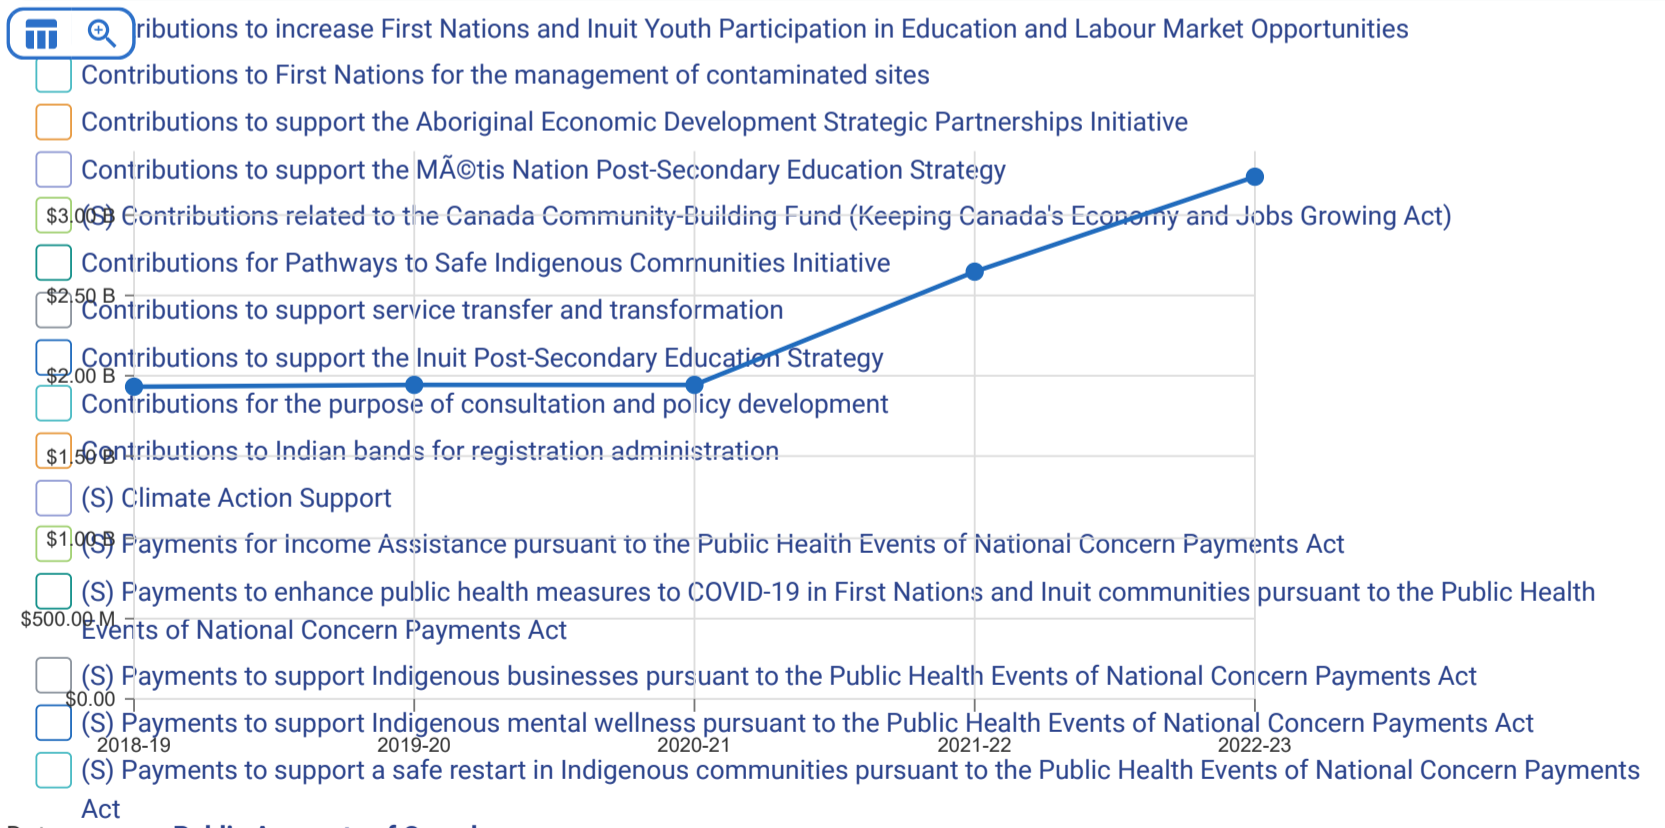 ributions to increase First Nations and Inuit Youth Participation in Education and Labour Market Opportunities
Contributions to First Nations for the management of contaminated sites
Contributions to support the Aboriginal Economic Development Strategic Partnerships Initiative
Contributions to support the MÃ©tis Nation Post-Secondary Education Strategy
$3.00 B
(S) Contributions related to the Canada Community-Building Fund (Keeping Canada's Economy and Jobs Growing Act)
Contributions for Pathways to Safe Indigenous Communities Initiative
$2.50 B
Contributions to support service transfer and transformation
Contributions to support the Inuit Post-Secondary Education Strategy
$2.00 B
Contributions for the purpose of consultation and policy development
Contributions to Indian bands for registration administration
$1.50 B
(S) Climate Action Support
$1.00 B
(S) Payments for Income Assistance pursuant to the Public Health Events of National Concern Payments Act
(S) Payments to enhance public health measures to COVID-19 in First Nations and Inuit communities pursuant to the Public Health
$500.00 M
Events of National Concern Payments Act
(S) Payments to support Indigenous businesses pursuant to the Public Health Events of National Concern Payments Act
$0.00
(S) Payments to support Indigenous mental wellness pursuant to the Public Health Events of National Concern Payments Act
2018-19 2019-20 2020-21 2021-22 2022-23
(S) Payments to support a safe restart in Indigenous communities pursuant to the Public Health Events of National Concern Payments
Act